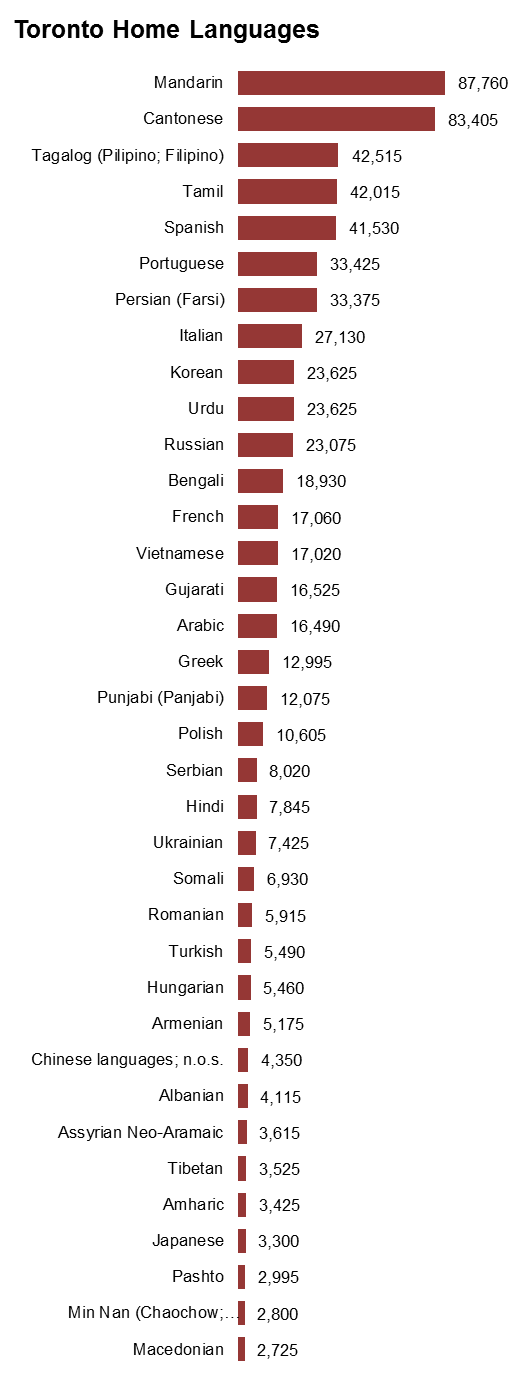 Toronto Home Languages
Mandarin 87,760
Cantonese 83,405
Tagalog (Pilipino; Filipino) 42,515
Tamil 42,015
Spanish 41,530
Portuguese 33,425
Persian (Farsi) 33,375
Italian 27,130
Korean 23,625
Urdu 23,625
Russian 23,075
Bengali 18,930
French 17,060
Vietnamese 17,020
Gujarati 16,525
Arabic 16,490
Greek 12,995
Punjabi (Panjabi) 12,075
Polish 10,605
Serbian 8,020
Hindi 7,845
Ukrainian 7,425
Somali 6,930
Romanian 5,915
Turkish 5,490
Hungarian 5,460
Armenian 5,175
Chinese languages; n.o.s. 4,350
Albanian 4,115
Assyrian Neo-Aramaic 3,615
Tibetan 3,525
Amharic 3,425
Japanese 3,300
Pashto 2,995
Min Nan (Chaochow;... 2,800
Macedonian 2,725